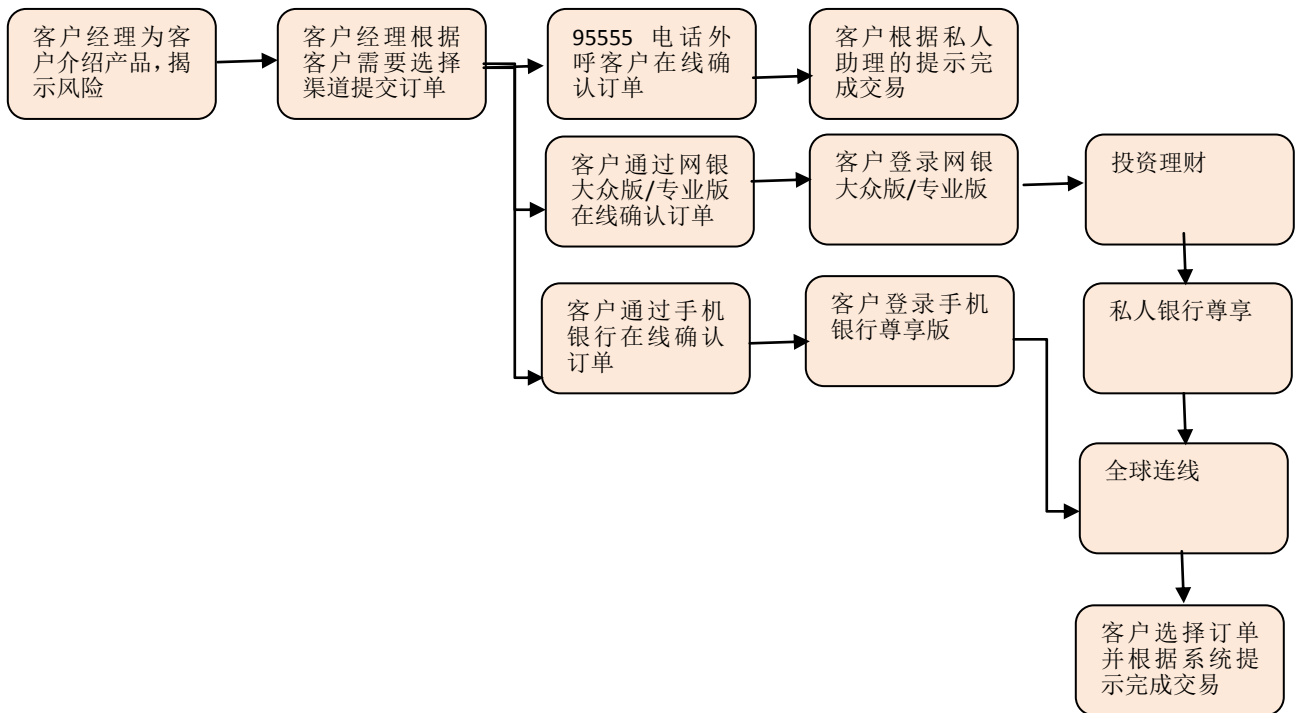 客户经理为客
户介绍产品，揭
示风险
客户经理根据
客户需要选择
渠道提交订单
95555 电话外
呼客户在线确
认订单
客户根据私人
助理的提示完
成交易
客户通过网银
大众版/专业版
在线确认订单
客户登录网银
大众版/专业版
投资理财
客户通过手机
银行在线确认
订单
客户登录手机
银行尊享版
私人银行尊享
全球连线
客户选择订单
并根据系统提
示完成交易